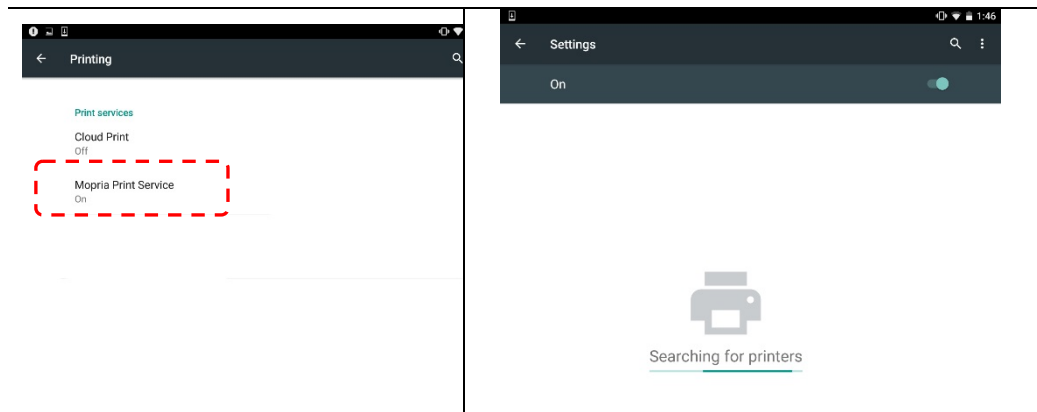 Printing
Print services
Cloud Print
Off
Mopria Print Service
On
1:46
Settings
On
Searching for printers